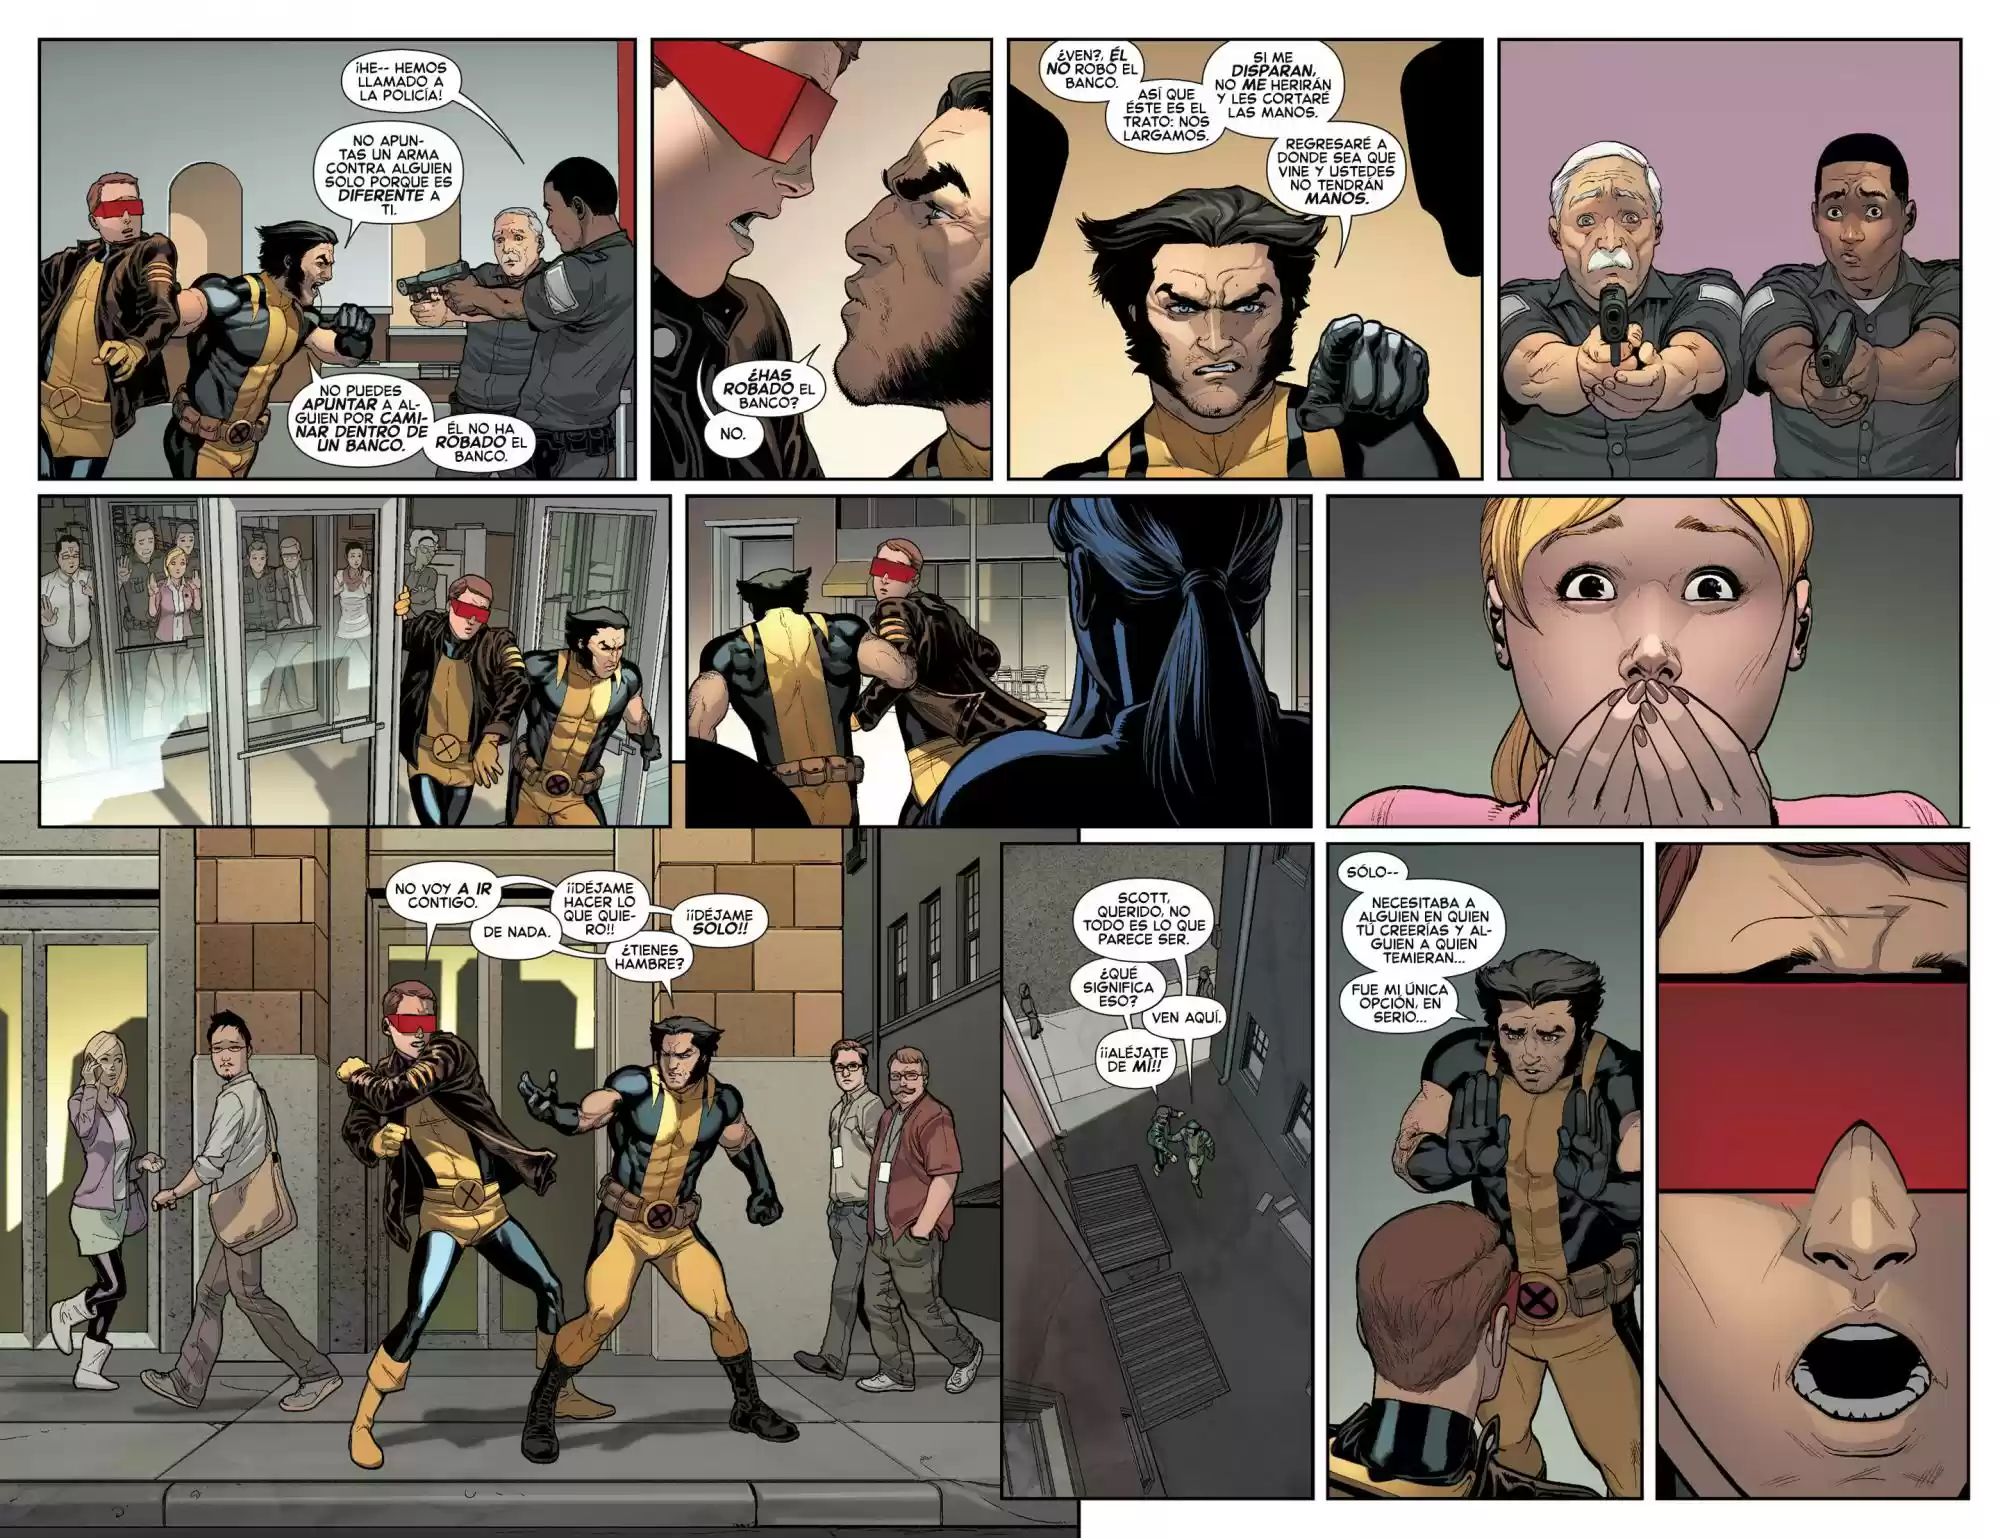 ¡HE-- HEMOS
LLAMADO A
LA POLICÍA!
NO APUN-
TAS UN ARMA
CONTRA ALGUIEN
SOLO PORQUE ES
DIFERENTE A
TI.
NO PUEDES
APUNTAR A AL-
GUIEN POR CAMI-
NAR DENTRO DE
UN BANCO.
ÉL NO HA
ROBADO EL
BANCO.
¿HAS
ROBADO EL
BANCO?
NO.
¿VEN?, ÉL
NO ROBÓ EL
BANCO.
ASÍ QUE
ÉSTE ES EL
TRATO: NOS
LARGAMOS.
SI ME
DISPARAN,
NO ME HERIRÁN
Y LES CORTARÉ
LAS MANOS.
REGRESARÉ A
DONDE SEA QUE
VINE Y USTEDES
NO TENDRÁN
MANOS.
NO VOY A IR
CONTIGO.
DE NADA.
¡¡DÉJAME
HACER LO
QUE QUIE-
RO!!
¿TIENES
HAMBRE?
¡¡DÉJAME
SOLO!!
SCOTT,
QUERIDO, NO
TODO ES LO QUE
PARECE SER.
¿QUÉ
SIGNIFICA
ESO?
VEN AQUÍ.
¡¡ALÉJATE
DE MÍ!!
SÓLO--
NECESITABA A
ALGUIEN EN QUIEN
TÚ CREERÍAS Y AL-
GUIEN A QUIEN
TEMIERAN...
FUE MI ÚNICA
OPCIÓN, EN
SERIO...